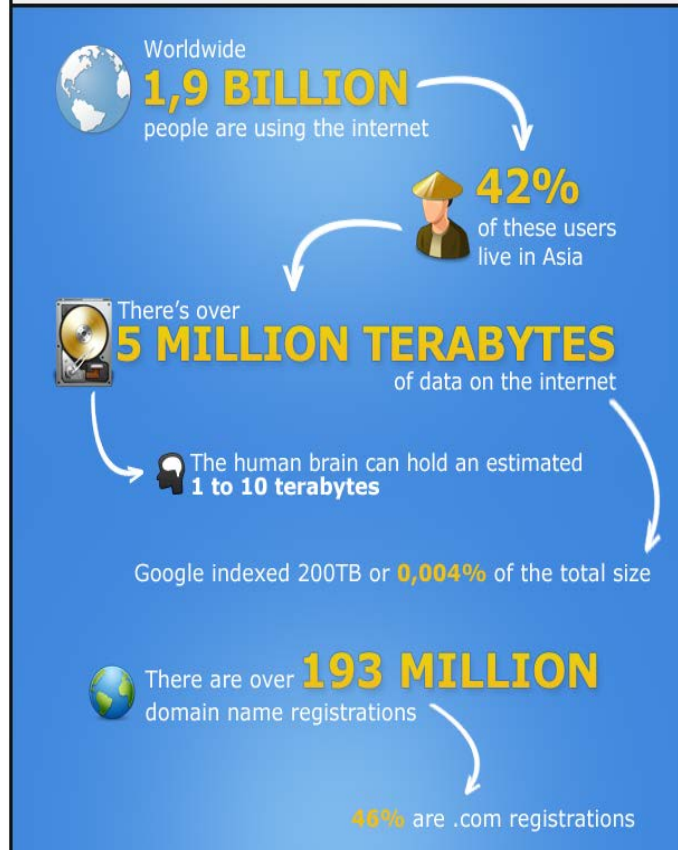 Worldwide
1,9 BILLION
people are using the internet
42%
of these users
live in Asia
There's over
5 MILLION TERABYTES
of data on the internet
The human brain can hold an estimated
1 to 10 terabytes
Google indexed 200TB or 0,004% of the total size
There are over 193 MILLION
domain name registrations
46% are .com registrations